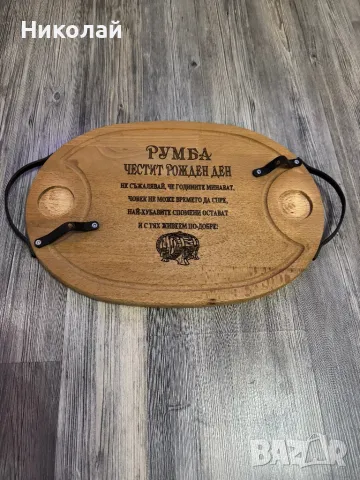 Николай
РУМБА
ЧЕСТИТ РОЖДЕН ДЕН
НЕ СЪЖАЛЯВАЙ, ЧЕ ГОДИНИТЕ МИНАВАТ,
ЧОВЕК НЕ МОЖЕ ВРЕМЕТО ДА СПРЕ,
НАЙ-ХУБАВИТЕ СПОМЕНИ ОСТАВАТ
И С ТЯХ ЖИВЕЕМ ПО-ДОБРЕ!
BAZAR